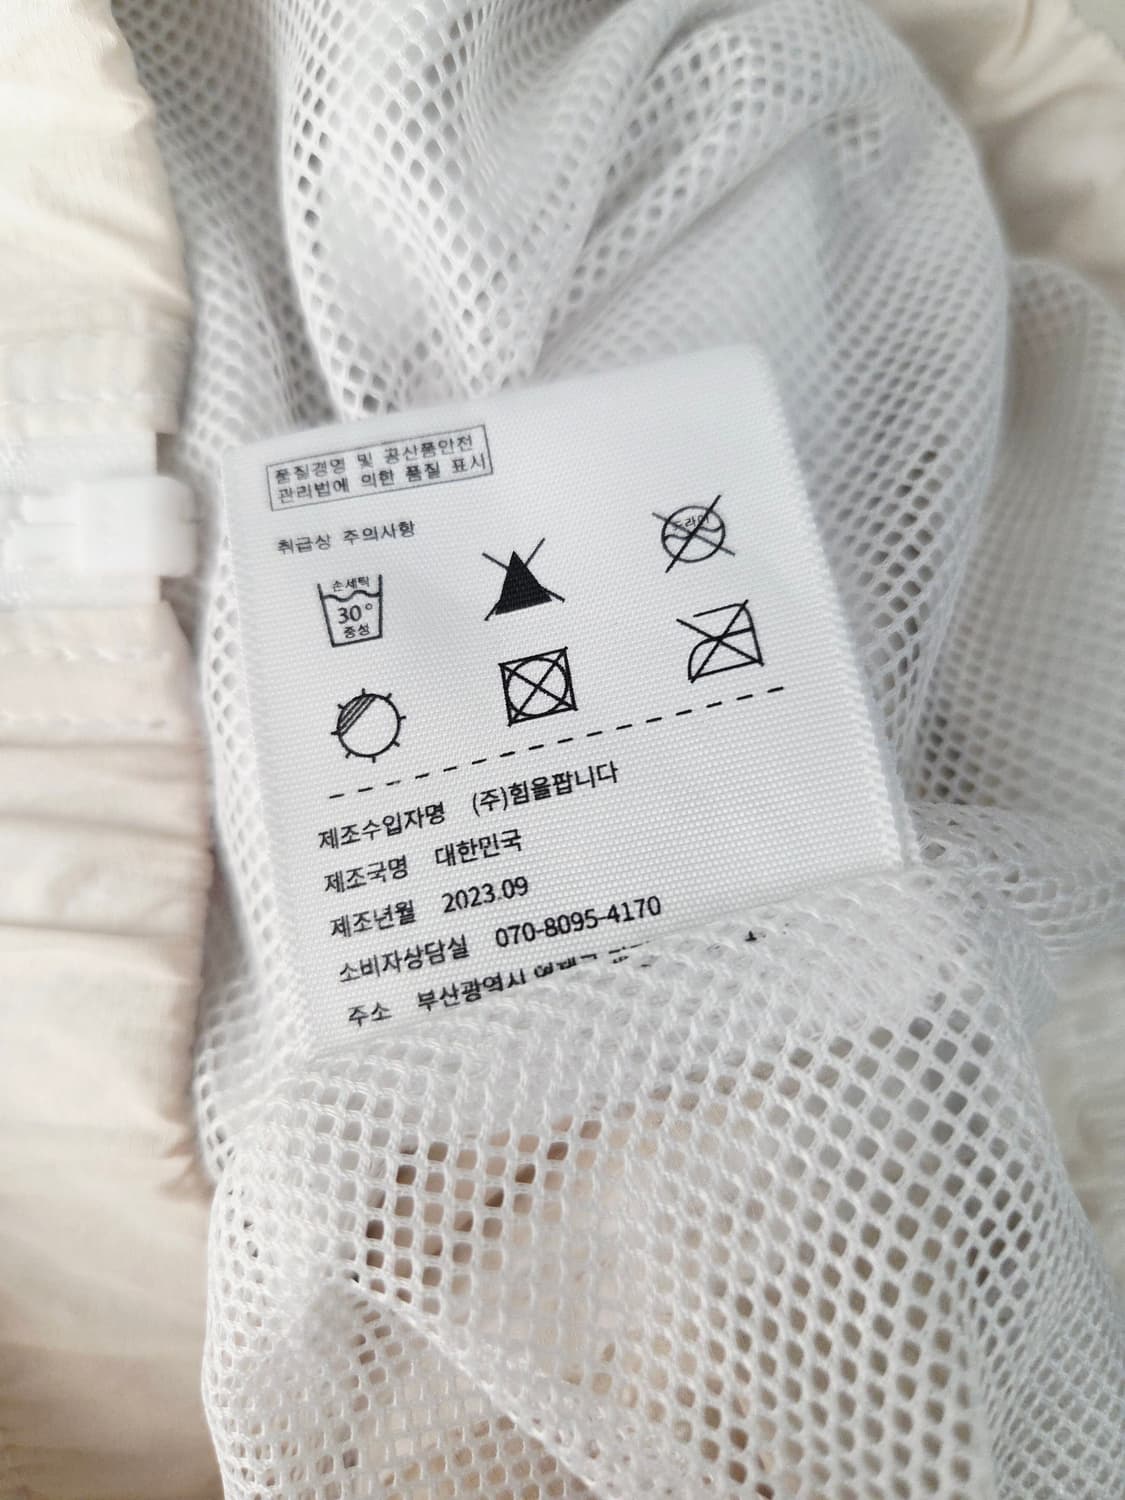 품질경영 및 공산품안전
관리법에 의한 품질 표시
취급상 주의사항
손세탁
30°
중성
드라이
제조수입자명 (주)힘을팝니다
제조국명 대한민국
제조년월 2023.09
소비자상담실 070-8095-4170
주소 부산광역시